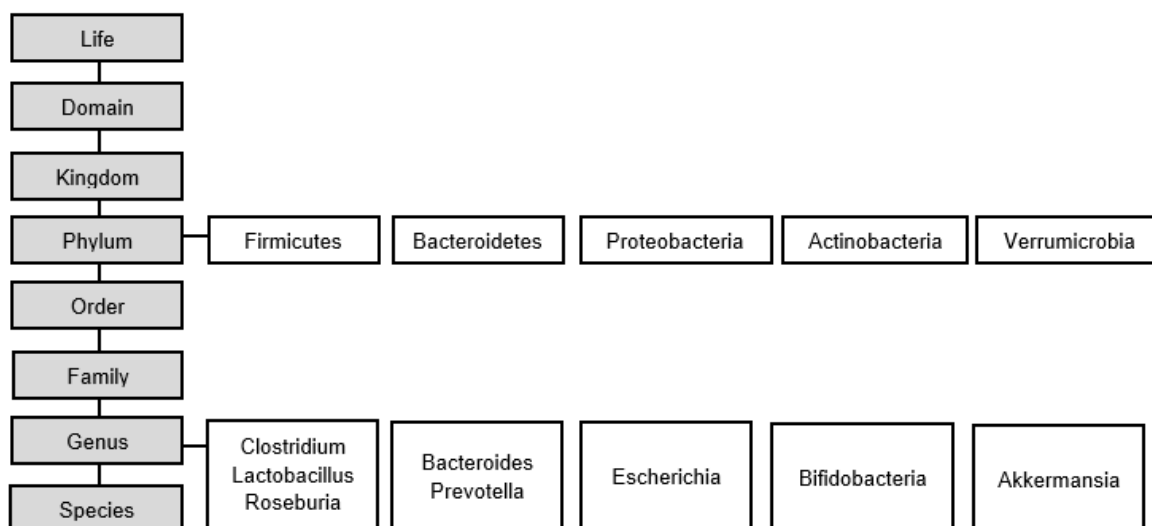 Life
Domain
Kingdom
Phylum
Firmicutes
Bacteroidetes
Proteobacteria
Actinobacteria
Verrumicrobia
Order
Family
Genus
Clostridium
Lactobacillus
Roseburia
Bacteroides
Prevotella
Escherichia
Bifidobacteria
Akkermansia
Species